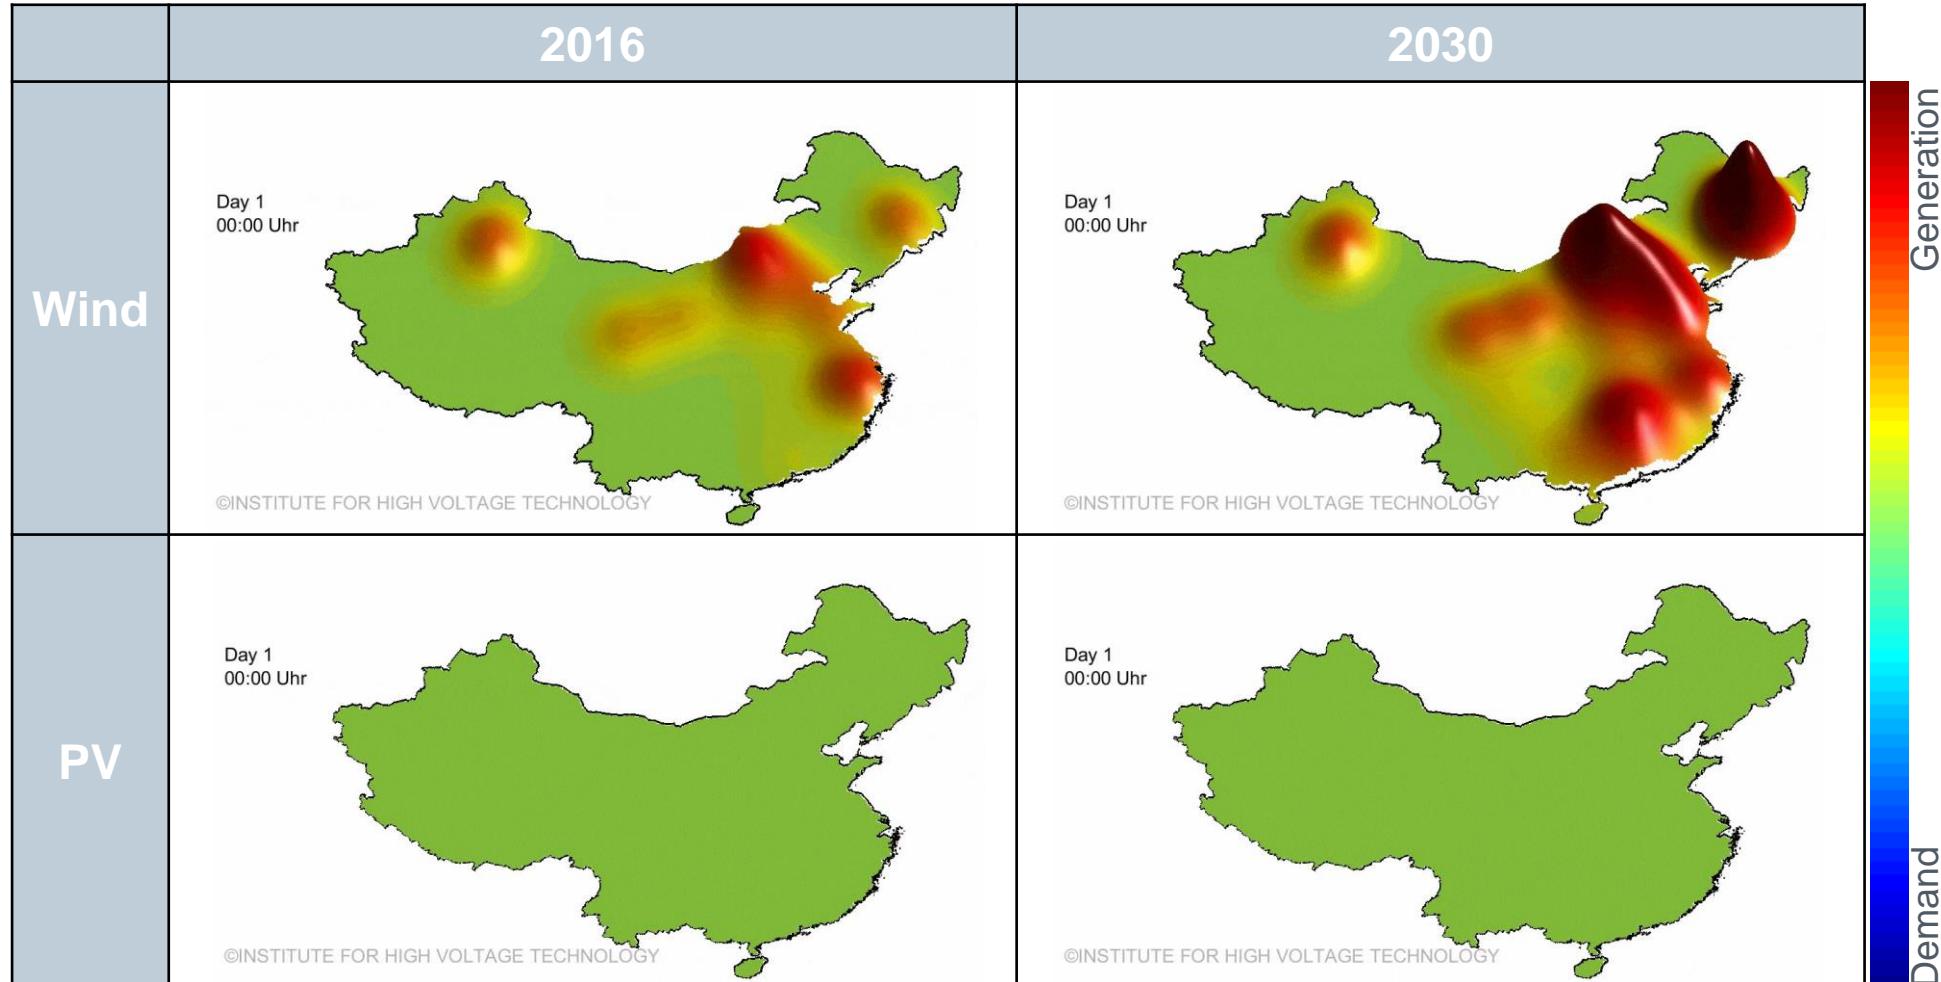 2016
2030
Wind
Day 1
00:00 Uhr
©INSTITUTE FOR HIGH VOLTAGE TECHNOLOGY
Day 1
00:00 Uhr
©INSTITUTE FOR HIGH VOLTAGE TECHNOLOGY
PV
Day 1
00:00 Uhr
©INSTITUTE FOR HIGH VOLTAGE TECHNOLOGY
Day 1
00:00 Uhr
©INSTITUTE FOR HIGH VOLTAGE TECHNOLOGY
Generation
Demand